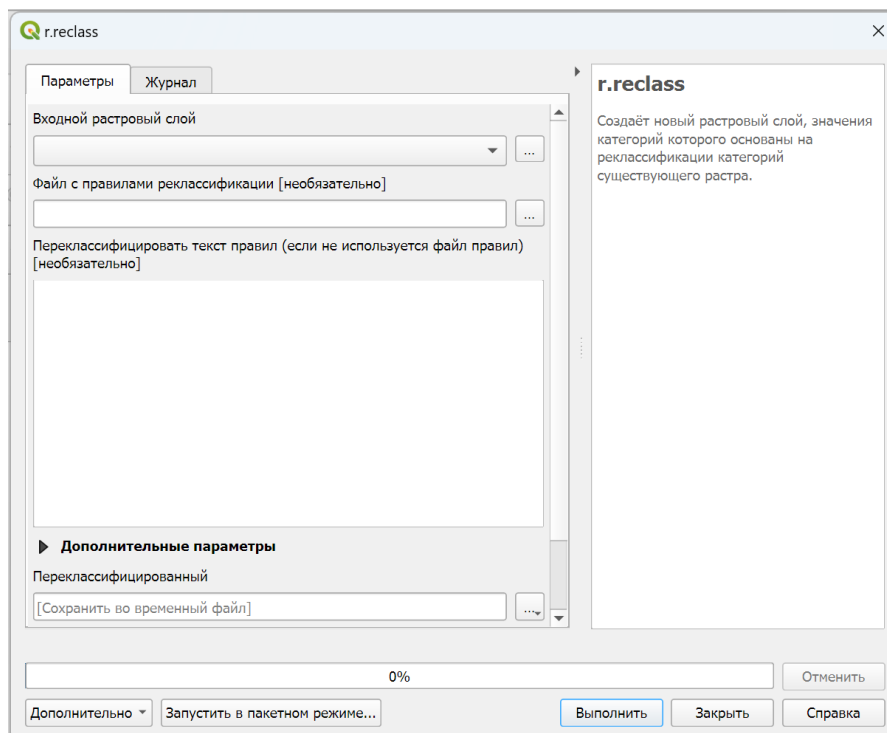 r.reclass
Параметры
Журнал
Входной растровый слой
...
Файл с правилами реклассификации [необязательно]
...
Переклассифицировать текст правил (если не используется файл правил)
[необязательно]
Дополнительные параметры
Переклассифицированный
[Сохранить во временный файл]
...
r.reclass
Создаёт новый растровый слой, значения
категорий которого основаны на
реклассификации категорий
существующего растра.
0%
Отменить
Дополнительно
Запустить в пакетном режиме...
Выполнить
Закрыть
Справка